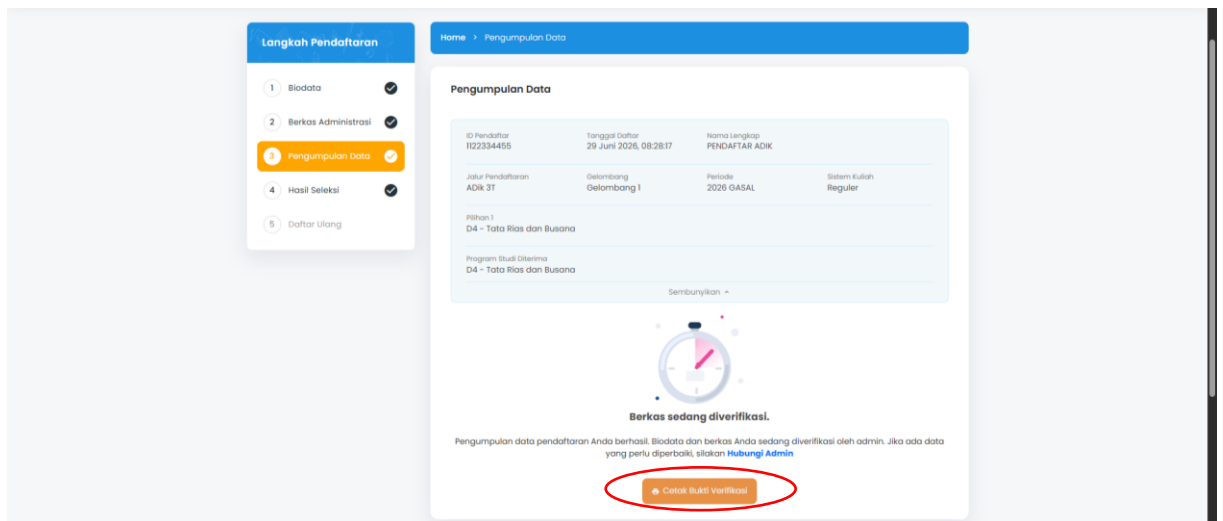 Langkah Pendaftaran
1 Biodata
2 Berkas Administrasi
3 Pengumpulan Data
4 Hasil Seleksi
5 Daftar Ulang
Home > Pengumpulan Data
Pengumpulan Data
ID Pendaftar Tanggal Daftar Nama Lengkap
1122334455 29 Juni 2026, 08:28:17 PENDAFTAR ADIK
Jalur Pendaftaran Gelombang Periode Sistem Kuliah
ADik 3T Gelombang 1 2026 GASAL Reguler
Pilihan 1
D4 - Tata Rias dan Busana
Program Studi Diterima
D4 - Tata Rias dan Busana
Sembunyikan
Berkas sedang diverifikasi.
Pengumpulan data pendaftaran Anda berhasil. Biodata dan berkas Anda sedang diverifikasi oleh admin. Jika ada data
yang perlu diperbaiki, silakan Hubungi Admin
Cetak Bukti Verifikasi